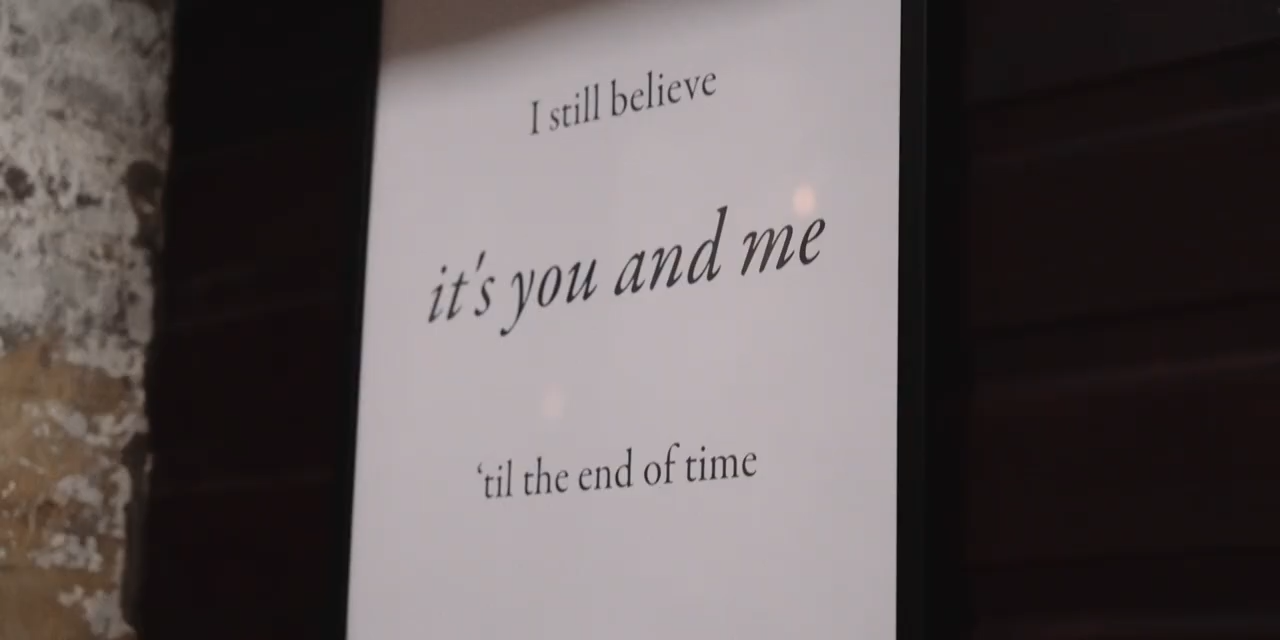 I still believe
it's you and me
‘til the end of time